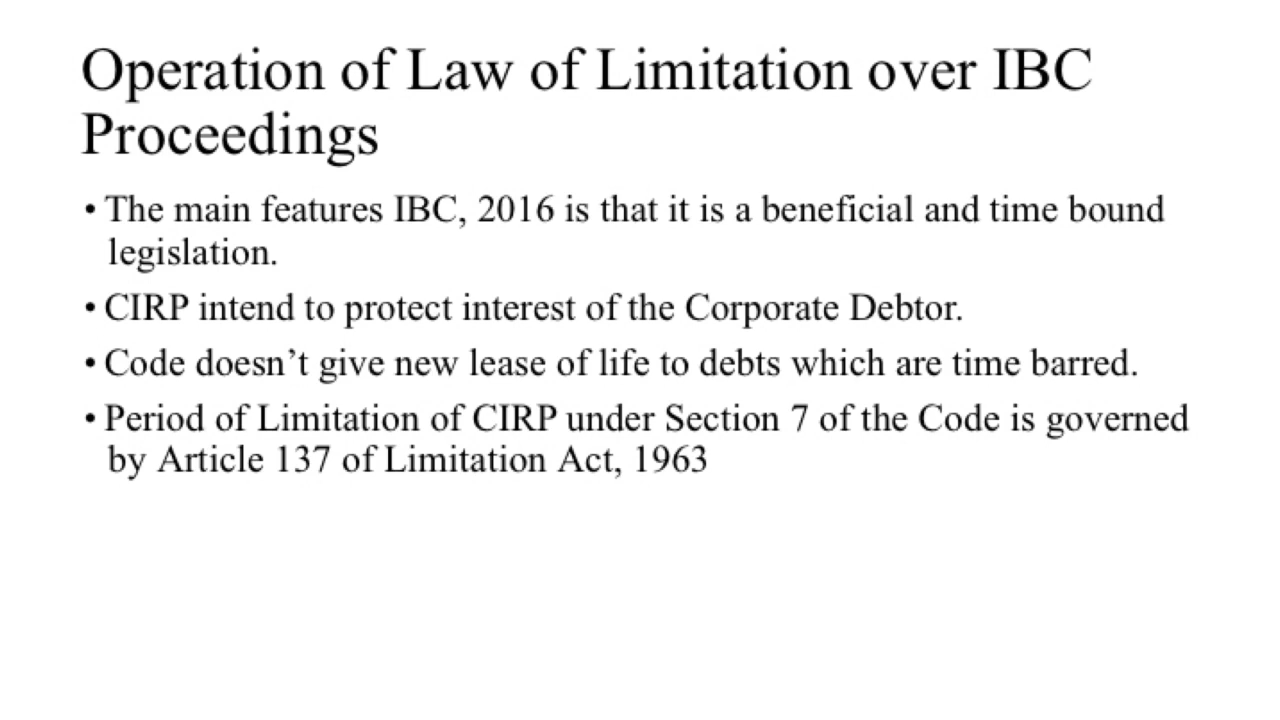 Operation of Law of Limitation over IBC
Proceedings
• The main features IBC, 2016 is that it is a beneficial and time bound
legislation.
• CIRP intend to protect interest of the Corporate Debtor.
• Code doesn’t give new lease of life to debts which are time barred.
• Period of Limitation of CIRP under Section 7 of the Code is governed
by Article 137 of Limitation Act, 1963